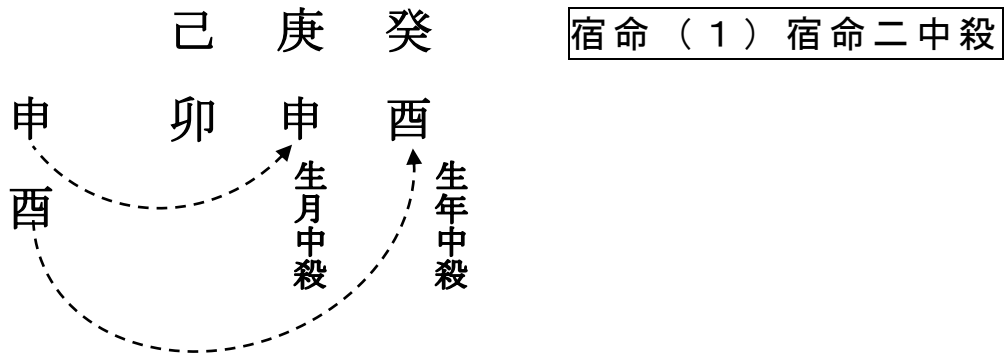 宿命（１）宿命二中殺
己 庚 癸
申 卯 申 酉
酉
生月中殺
生年中殺